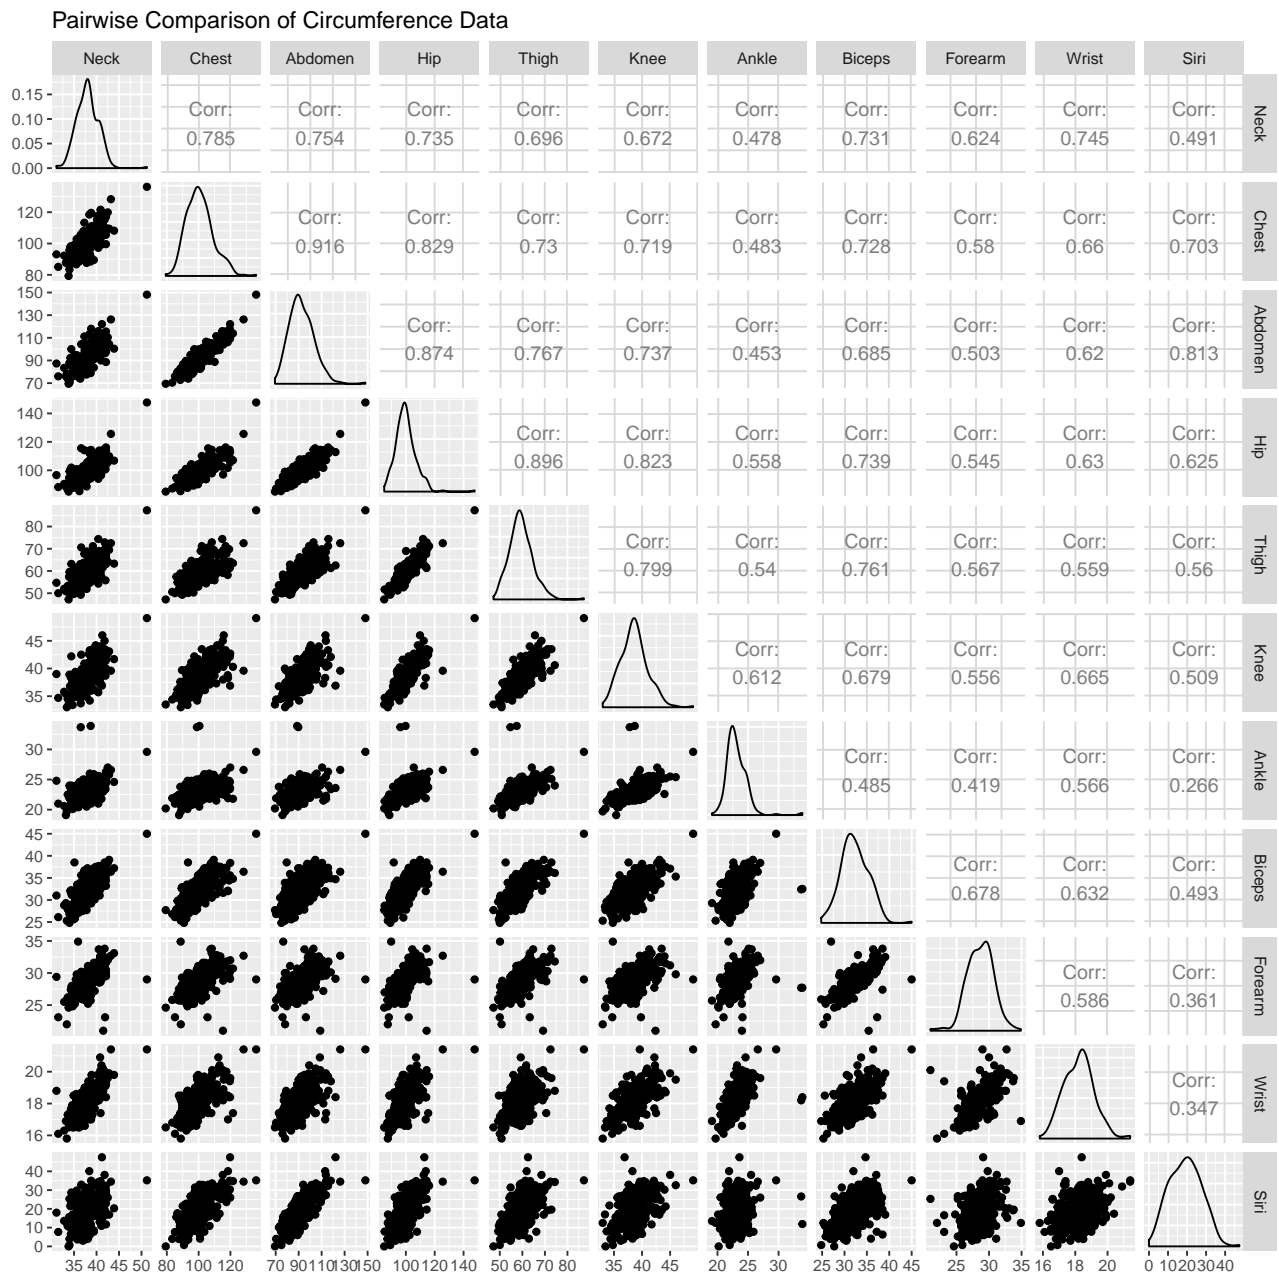 Pairwise Comparison of Circumference Data
Neck Chest Abdomen Hip Thigh Knee Ankle Biceps Forearm Wrist Siri
0.15 Corr: Corr: Corr: Corr: Corr: Corr: Corr: Corr: Corr: Corr: Neck
0.10
0.05 0.785 0.754 0.735 0.696 0.672 0.478 0.731 0.624 0.745 0.491
0.00
120 Corr: Corr: Corr: Corr: Corr: Corr: Corr: Corr: Corr: Chest
100 0.916 0.829 0.73 0.719 0.483 0.728 0.58 0.66 0.703
80
150
130 Corr: Corr: Corr: Corr: Corr: Corr: Corr: Corr: Abdomen
110
90 0.874 0.767 0.737 0.453 0.685 0.503 0.62 0.813
70
140 Corr: Corr: Corr: Corr: Corr: Corr: Corr: Hip
120 0.896 0.823 0.558 0.739 0.545 0.63 0.625
100
80 Corr: Corr: Corr: Corr: Corr: Corr: Thigh
70
60 0.799 0.54 0.761 0.567 0.559 0.56
50
45 Corr: Corr: Corr: Corr: Corr: Knee
40 0.612 0.679 0.556 0.665 0.509
35
30 Corr: Corr: Corr: Corr: Ankle
25 0.485 0.419 0.566 0.266
20
45
40 Corr: Corr: Corr: Biceps
35
30 0.678 0.632 0.493
25
35 Corr: Corr: Forearm
30 0.586 0.361
25
20 Corr: Wrist
18 0.347
16
40 Siri
30
20
10
0
35 40 45 50 80 100 120 70 90 110 130 150 100 120 140 50 60 70 80 35 40 45 20 25 30 25 30 35 40 45 25 30 35 16 18 20 0 10 20 30 40